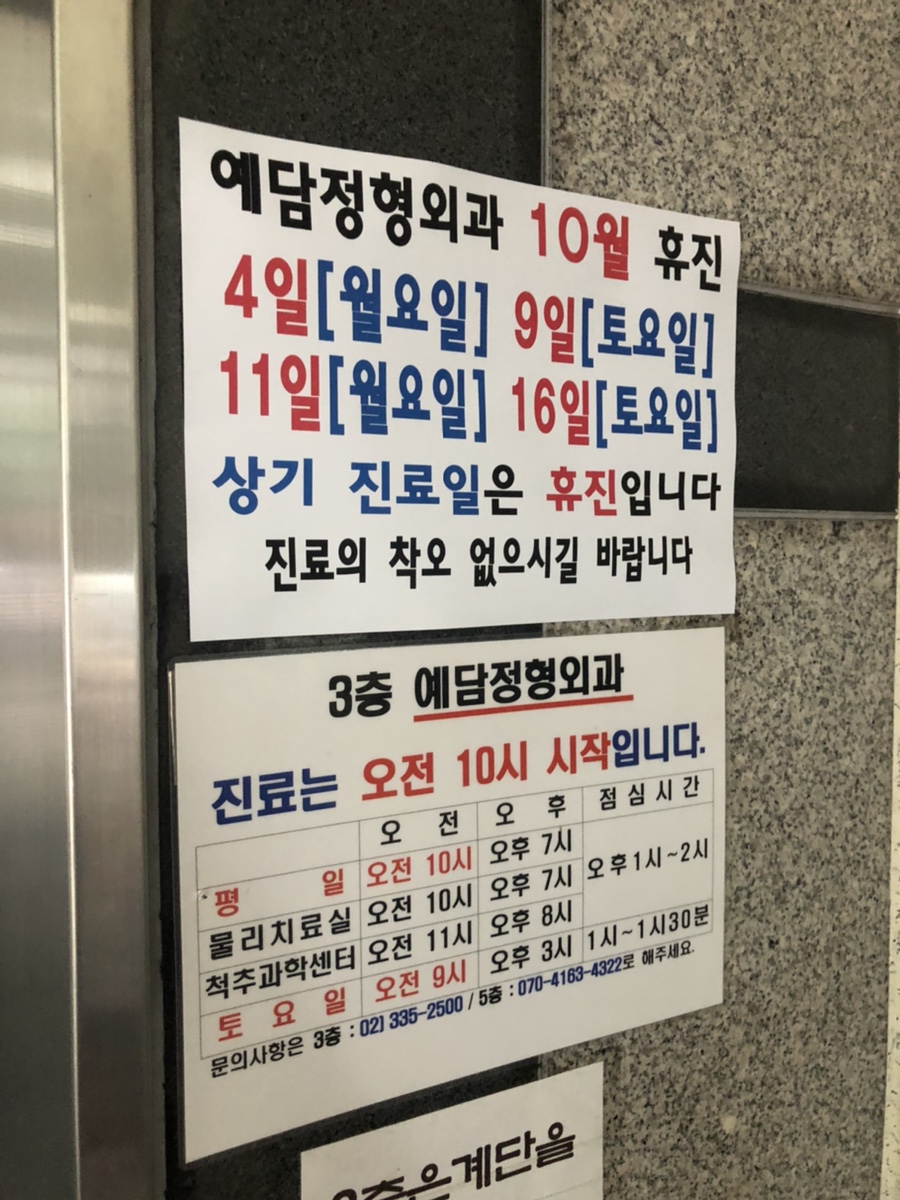 예담정형외과 10월 휴진
4일[월요일] 9일[토요일]
11일[월요일] 16일[토요일]
상기 진료일은 휴진입니다
진료의 착오 없으시길 바랍니다
3층 예담정형외과
진료는 오전 10시 시작입니다.
오 전 오 후 점 심 시 간
평 일 오전 10시 오후 7시 오후1시~2시
물리치료실 오전 10시 오후 7시
척추과학센터 오전 11시 오후 8시
토 요 일 오전 9시 오후 3시 1시~1시30분
문의사항은 3층 : 02) 335-2500 / 5층 : 070-4163-4322로 해주세요.
층은계단을